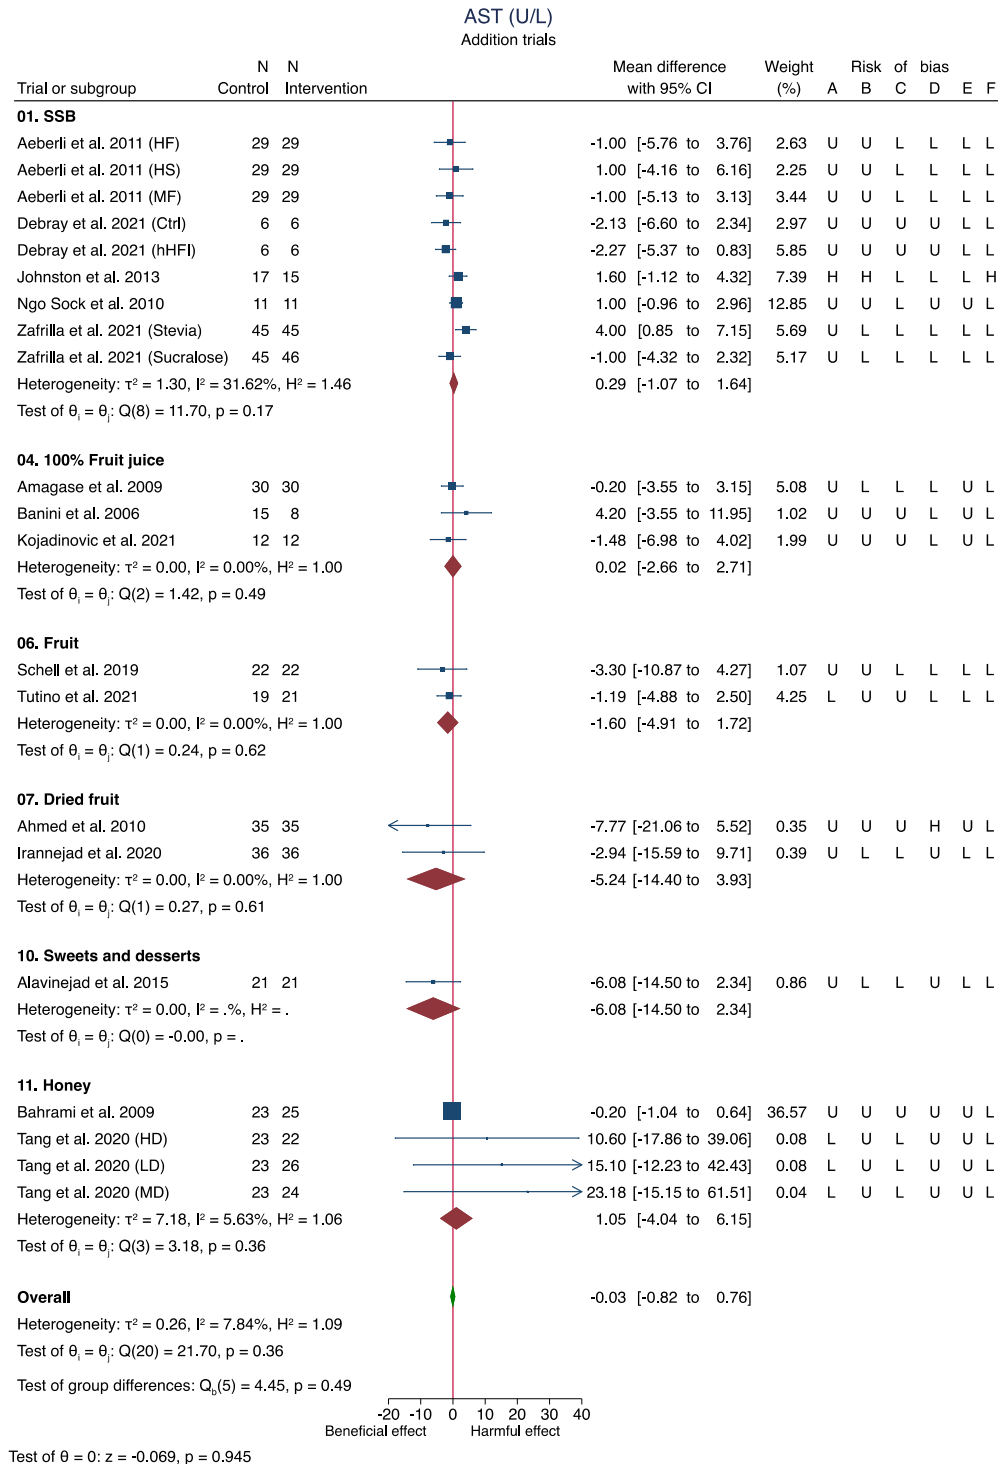 AST (U/L)
Addition trials
N N Mean difference Weight Risk of bias
Trial or subgroup Control Intervention with 95% CI (%) A B C D E F
01. SSB
Aeberli et al. 2011 (HF) 29 29 -1.00 [-5.76 to 3.76] 2.63 U U L L L L
Aeberli et al. 2011 (HS) 29 29 1.00 [-4.16 to 6.16] 2.25 U U L L L L
Aeberli et al. 2011 (MF) 29 29 -1.00 [-5.13 to 3.13] 3.44 U U L L L L
Debray et al. 2021 (Ctrl) 6 6 -2.13 [-6.60 to 2.34] 2.97 U U U U L L
Debray et al. 2021 (hHFI) 6 6 -2.27 [-5.37 to 0.83] 5.85 U U U U L L
Johnston et al. 2013 17 15 1.60 [-1.12 to 4.32] 7.39 H H L L L H
Ngo Sock et al. 2010 11 11 1.00 [-0.96 to 2.96] 12.85 U U L U U L
Zafrilla et al. 2021 (Stevia) 45 45 4.00 [0.85 to 7.15] 5.69 U L L L L L
Zafrilla et al. 2021 (Sucralose) 45 46 -1.00 [-4.32 to 2.32] 5.17 U L L L L L
Heterogeneity: τ² = 1.30, I² = 31.62%, H² = 1.46 0.29 [-1.07 to 1.64]
Test of θᵢ = θⱼ: Q(8) = 11.70, p = 0.17
04. 100% Fruit juice
Amagase et al. 2009 30 30 -0.20 [-3.55 to 3.15] 5.08 U L L L U L
Banini et al. 2006 15 8 4.20 [-3.55 to 11.95] 1.02 U U U L U L
Kojadinovic et al. 2021 12 12 -1.48 [-6.98 to 4.02] 1.99 U U U L U L
Heterogeneity: τ² = 0.00, I² = 0.00%, H² = 1.00 0.02 [-2.66 to 2.71]
Test of θᵢ = θⱼ: Q(2) = 1.42, p = 0.49
06. Fruit
Schell et al. 2019 22 22 -3.30 [-10.87 to 4.27] 1.07 U U L L L L
Tutino et al. 2021 19 21 -1.19 [-4.88 to 2.50] 4.25 L U U L L L
Heterogeneity: τ² = 0.00, I² = 0.00%, H² = 1.00 -1.60 [-4.91 to 1.72]
Test of θᵢ = θⱼ: Q(1) = 0.24, p = 0.62
07. Dried fruit
Ahmed et al. 2010 35 35 -7.77 [-21.06 to 5.52] 0.35 U U U H U L
Irannejad et al. 2020 36 36 -2.94 [-15.59 to 9.71] 0.39 U L L U L L
Heterogeneity: τ² = 0.00, I² = 0.00%, H² = 1.00 -5.24 [-14.40 to 3.93]
Test of θᵢ = θⱼ: Q(1) = 0.27, p = 0.61
10. Sweets and desserts
Alavinejad et al. 2015 21 21 -6.08 [-14.50 to 2.34] 0.86 U L L U L L
Heterogeneity: τ² = 0.00, I² = .%, H² = . -6.08 [-14.50 to 2.34]
Test of θᵢ = θⱼ: Q(0) = -0.00, p = .
11. Honey
Bahrami et al. 2009 23 25 -0.20 [-1.04 to 0.64] 36.57 U U U U U L
Tang et al. 2020 (HD) 23 22 10.60 [-17.86 to 39.06] 0.08 L U L U U L
Tang et al. 2020 (LD) 23 26 15.10 [-12.23 to 42.43] 0.08 L U L U U L
Tang et al. 2020 (MD) 23 24 23.18 [-15.15 to 61.51] 0.04 L U L U U L
Heterogeneity: τ² = 7.18, I² = 5.63%, H² = 1.06 1.05 [-4.04 to 6.15]
Test of θᵢ = θⱼ: Q(3) = 3.18, p = 0.36
Overall -0.03 [-0.82 to 0.76]
Heterogeneity: τ² = 0.26, I² = 7.84%, H² = 1.09
Test of θᵢ = θⱼ: Q(20) = 21.70, p = 0.36
Test of group differences: Q_b(5) = 4.45, p = 0.49
-20 -10 0 10 20 30 40
Beneficial effect Harmful effect
Test of θ = 0: z = -0.069, p = 0.945